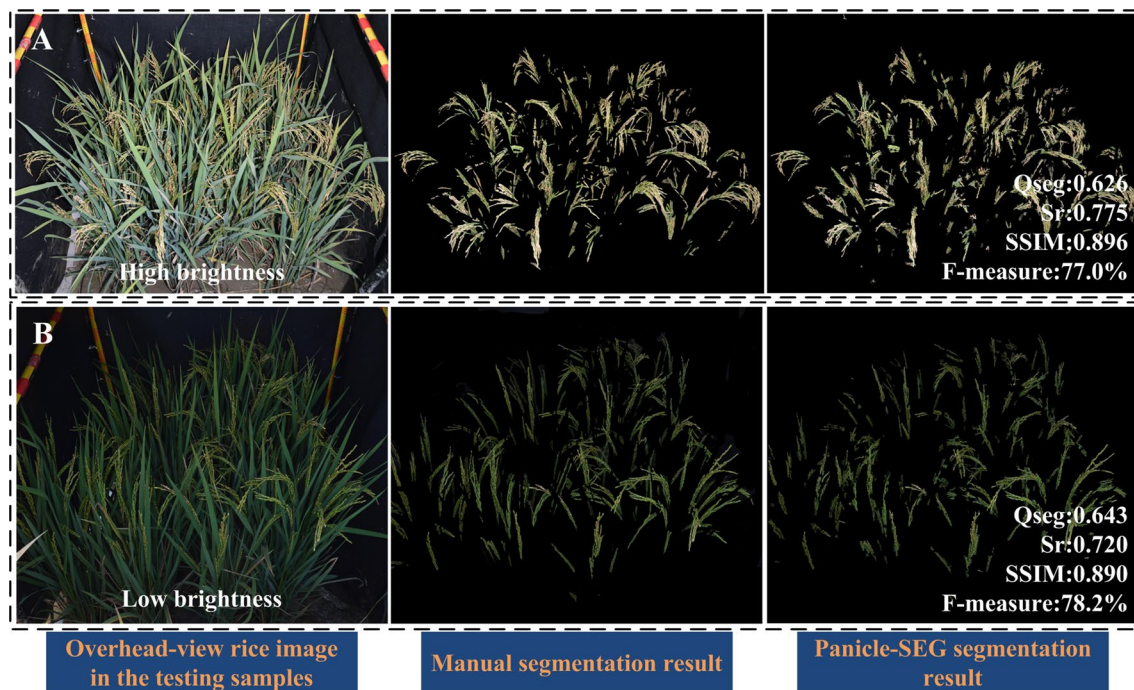 A
High brightness
Qseg:0.626
Sr:0.775
SSIM:0.896
F-measure:77.0%
B
Low brightness
Qseg:0.643
Sr:0.720
SSIM:0.890
F-measure:78.2%
Overhead-view rice image
in the testing samples
Manual segmentation result
Panicle-SEG segmentation
result